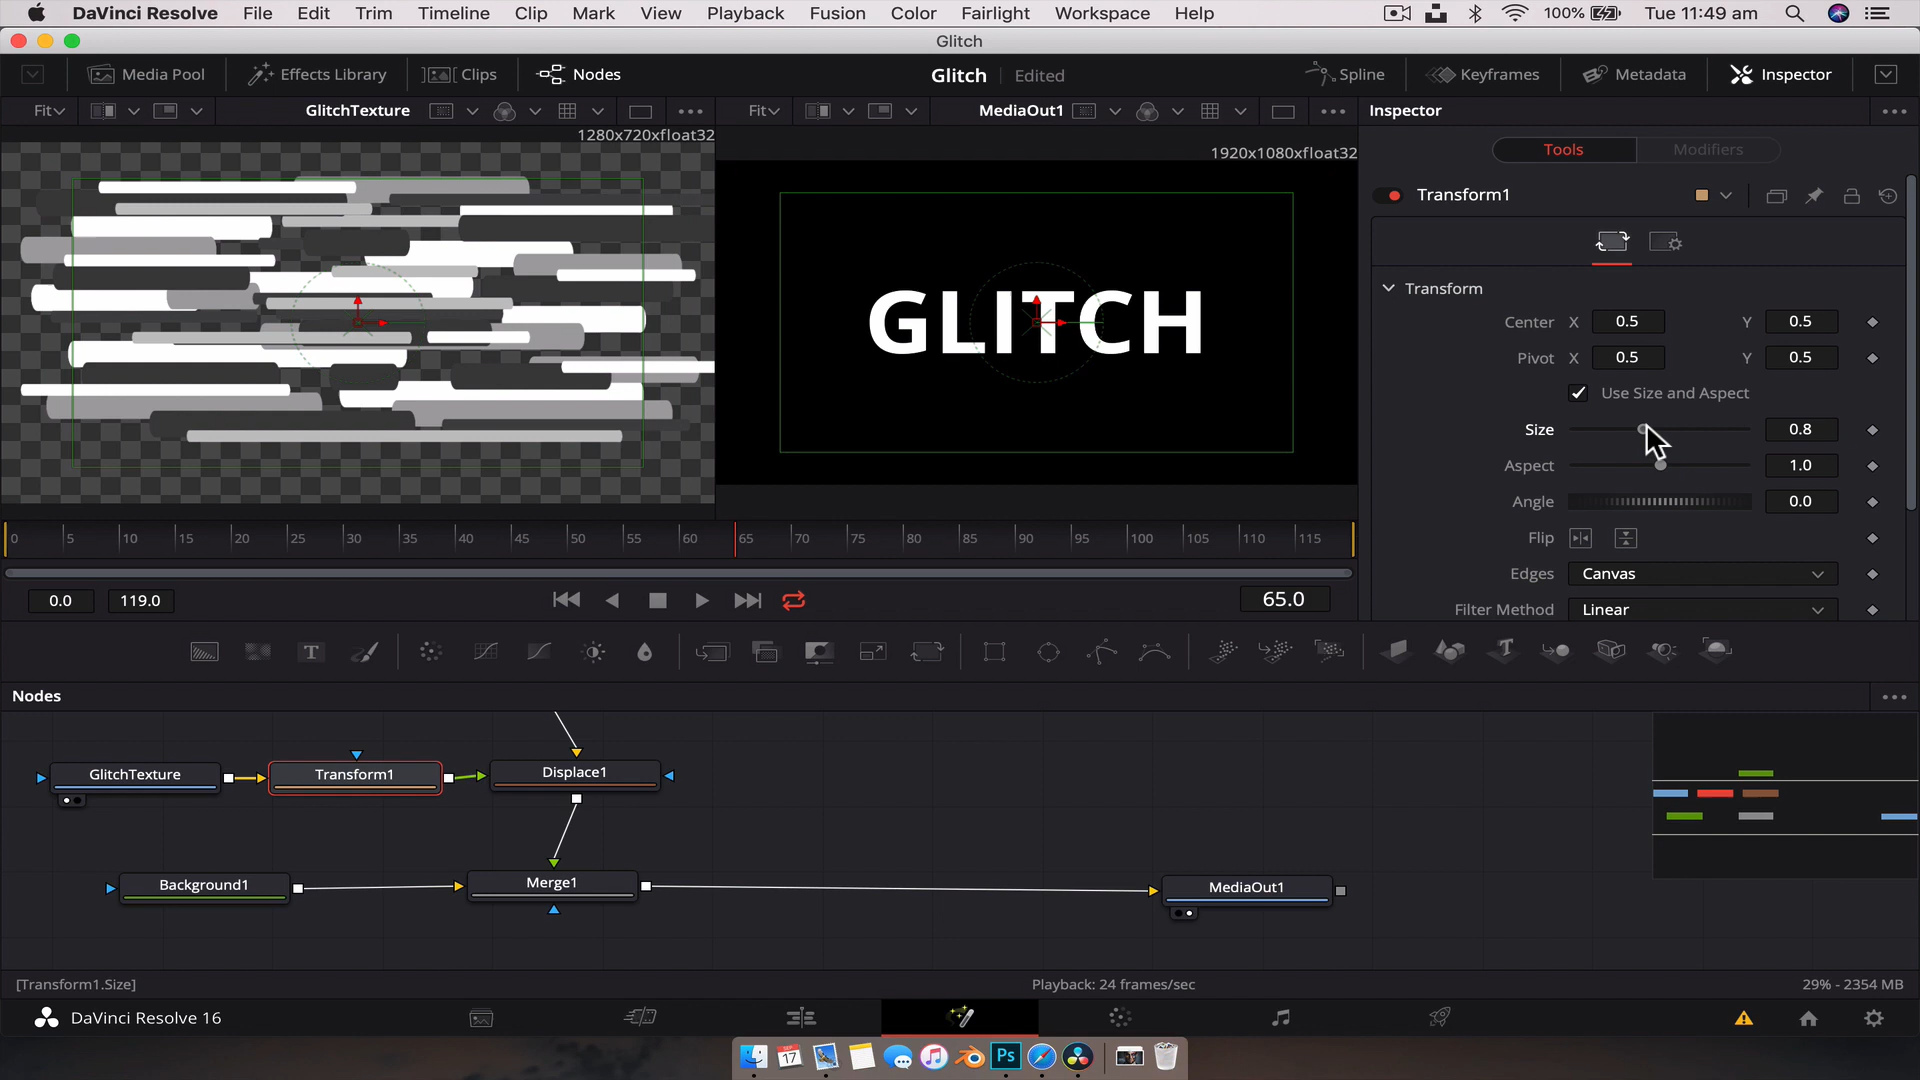 DaVinci Resolve File Edit Trim Timeline Clip Mark View Playback Fusion Color Fairlight Workspace Help 100% Tue 11:49 am
Glitch
Media Pool Effects Library Clips Nodes Glitch Edited Spline Keyframes Metadata Inspector
Fit GlitchTexture Fit MediaOut1 Inspector
1280x720xfloat32 1920x1080xfloat32
Tools Modifiers
Transform1
Transform
Center X 0.5 Y 0.5
Pivot X 0.5 Y 0.5
Use Size and Aspect
Size 0.8
Aspect 1.0
Angle 0.0
Flip
Edges Canvas
Filter Method Linear
GLITCH
0 5 10 15 20 25 30 35 40 45 50 55 60 65 70 75 80 85 90 95 100 105 110 115
0.0 119.0 65.0
T T
Nodes
GlitchTexture Transform1 Displace1
Background1 Merge1 MediaOut1
[Transform1.Size] Playback: 24 frames/sec 29% - 2354 MB
DaVinci Resolve 16
SEP
17
Ps